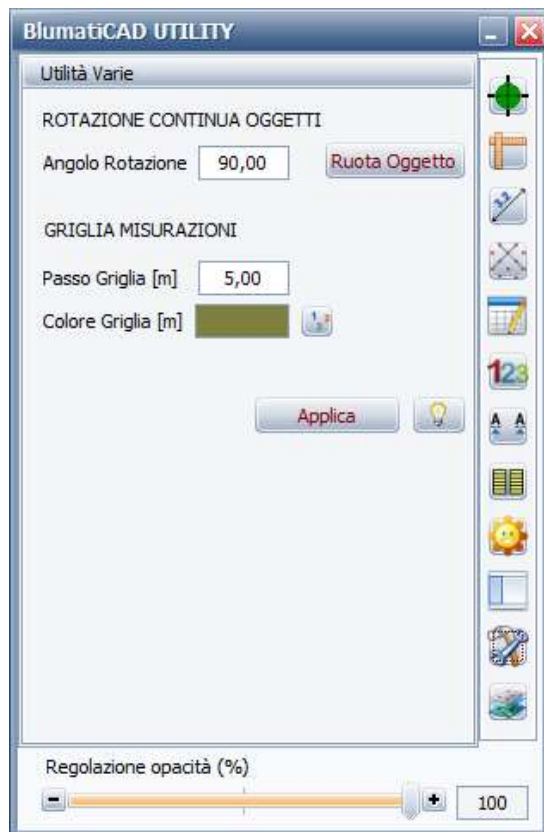 BlumatiCAD UTILITY
Utilità Varie
ROTAZIONE CONTINUA OGGETTI
Angolo Rotazione 90,00 Ruota Oggetto
GRIGLIA MISURAZIONI
Passo Griglia [m] 5,00
Colore Griglia [m]
Applica
123
A A
Regolazione opacità (%)
100